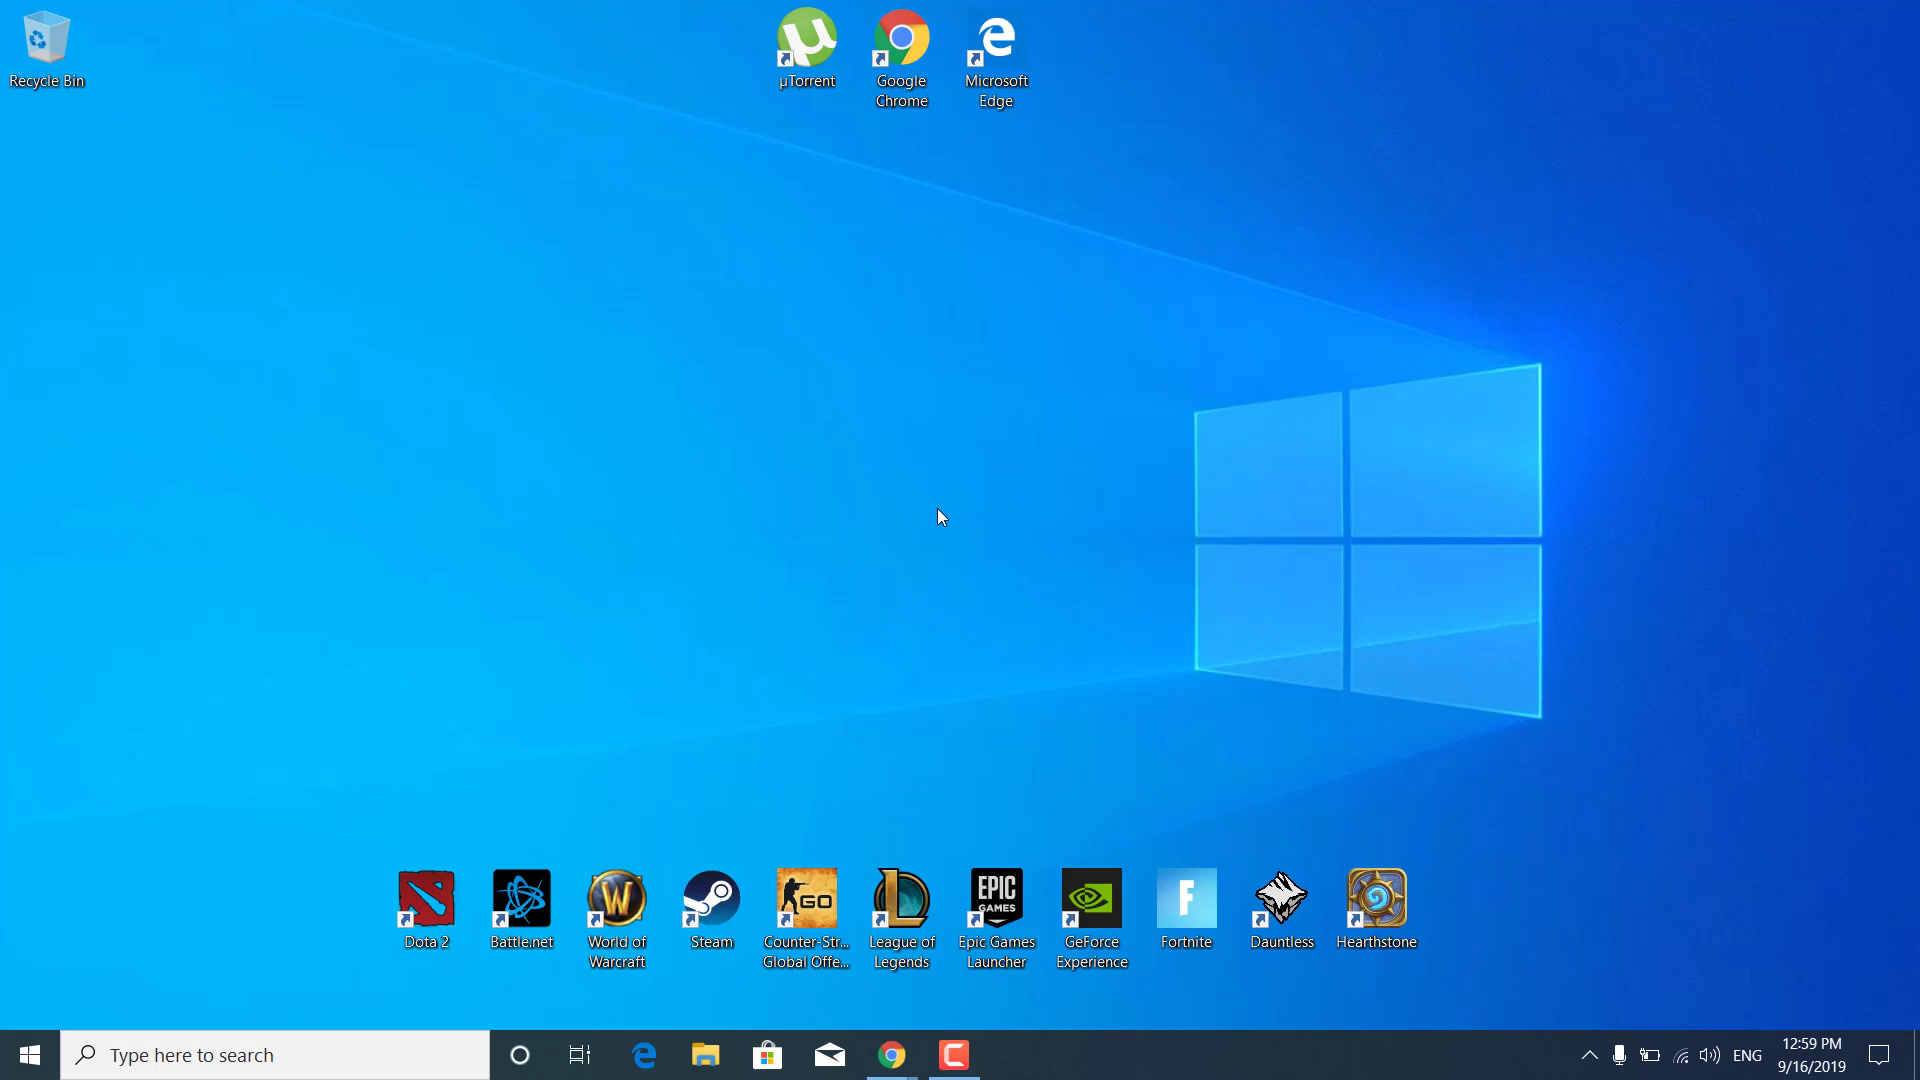 Recycle Bin
µTorrent
Google
Chrome
Microsoft
Edge
GO
EPIC
GAMES
F
Dota 2
Battle.net
World of
Warcraft
Steam
Counter-Str...
Global Offe...
League of
Legends
Epic Games
Launcher
GeForce
Experience
Fortnite
Dauntless
Hearthstone
Type here to search
ENG
12:59 PM
9/16/2019